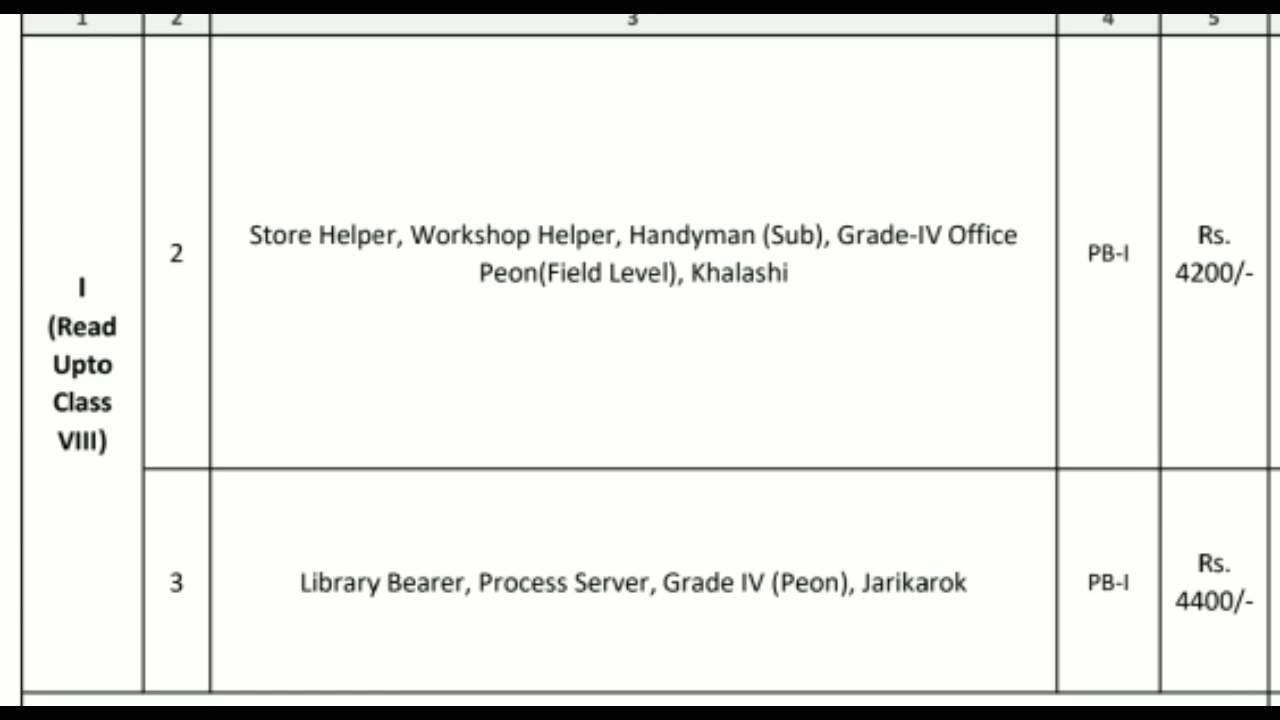 1 2 3 4 5
I
(Read
Upto
Class
VIII)
2
Store Helper, Workshop Helper, Handyman (Sub), Grade-IV Office
Peon(Field Level), Khalashi
PB-I
Rs.
4200/-
3
Library Bearer, Process Server, Grade IV (Peon), Jarikarok
PB-I
Rs.
4400/-